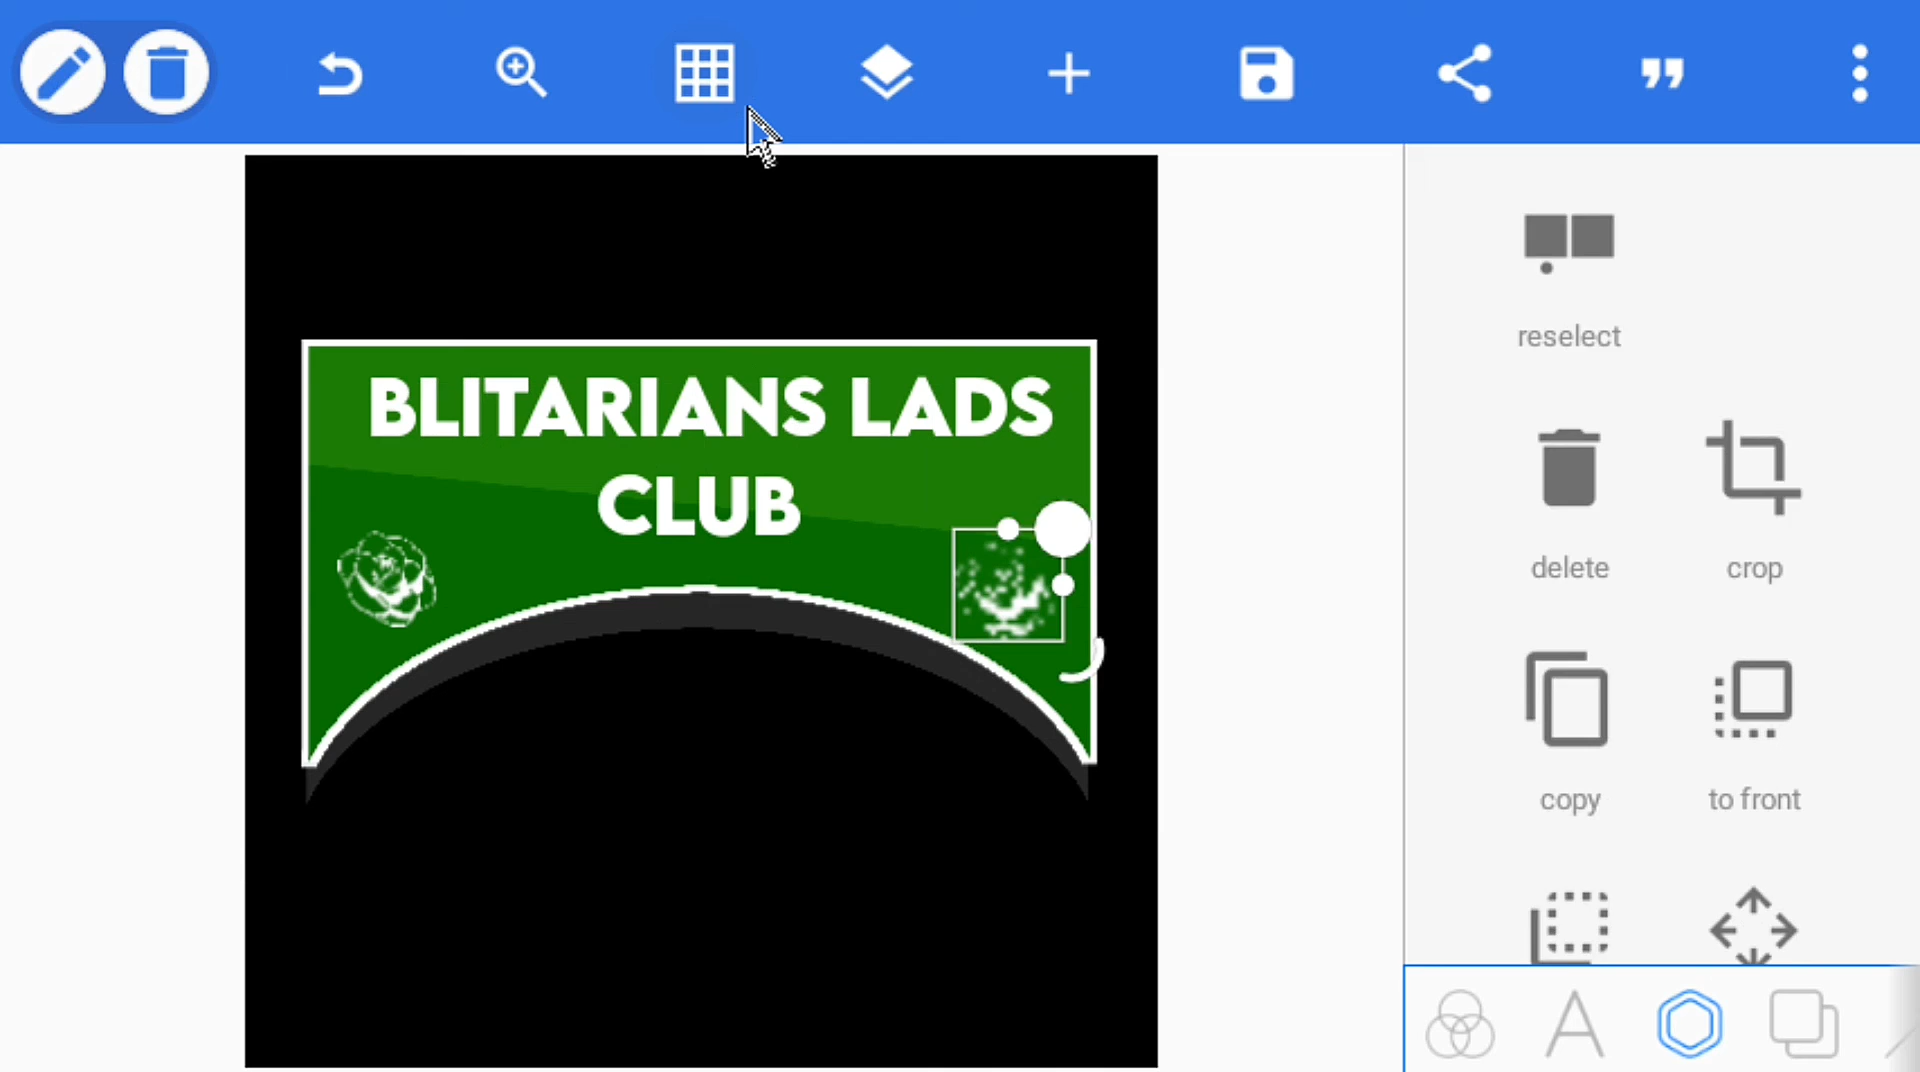 BLITARIANS LADS
CLUB
reselect
delete
crop
copy
to front